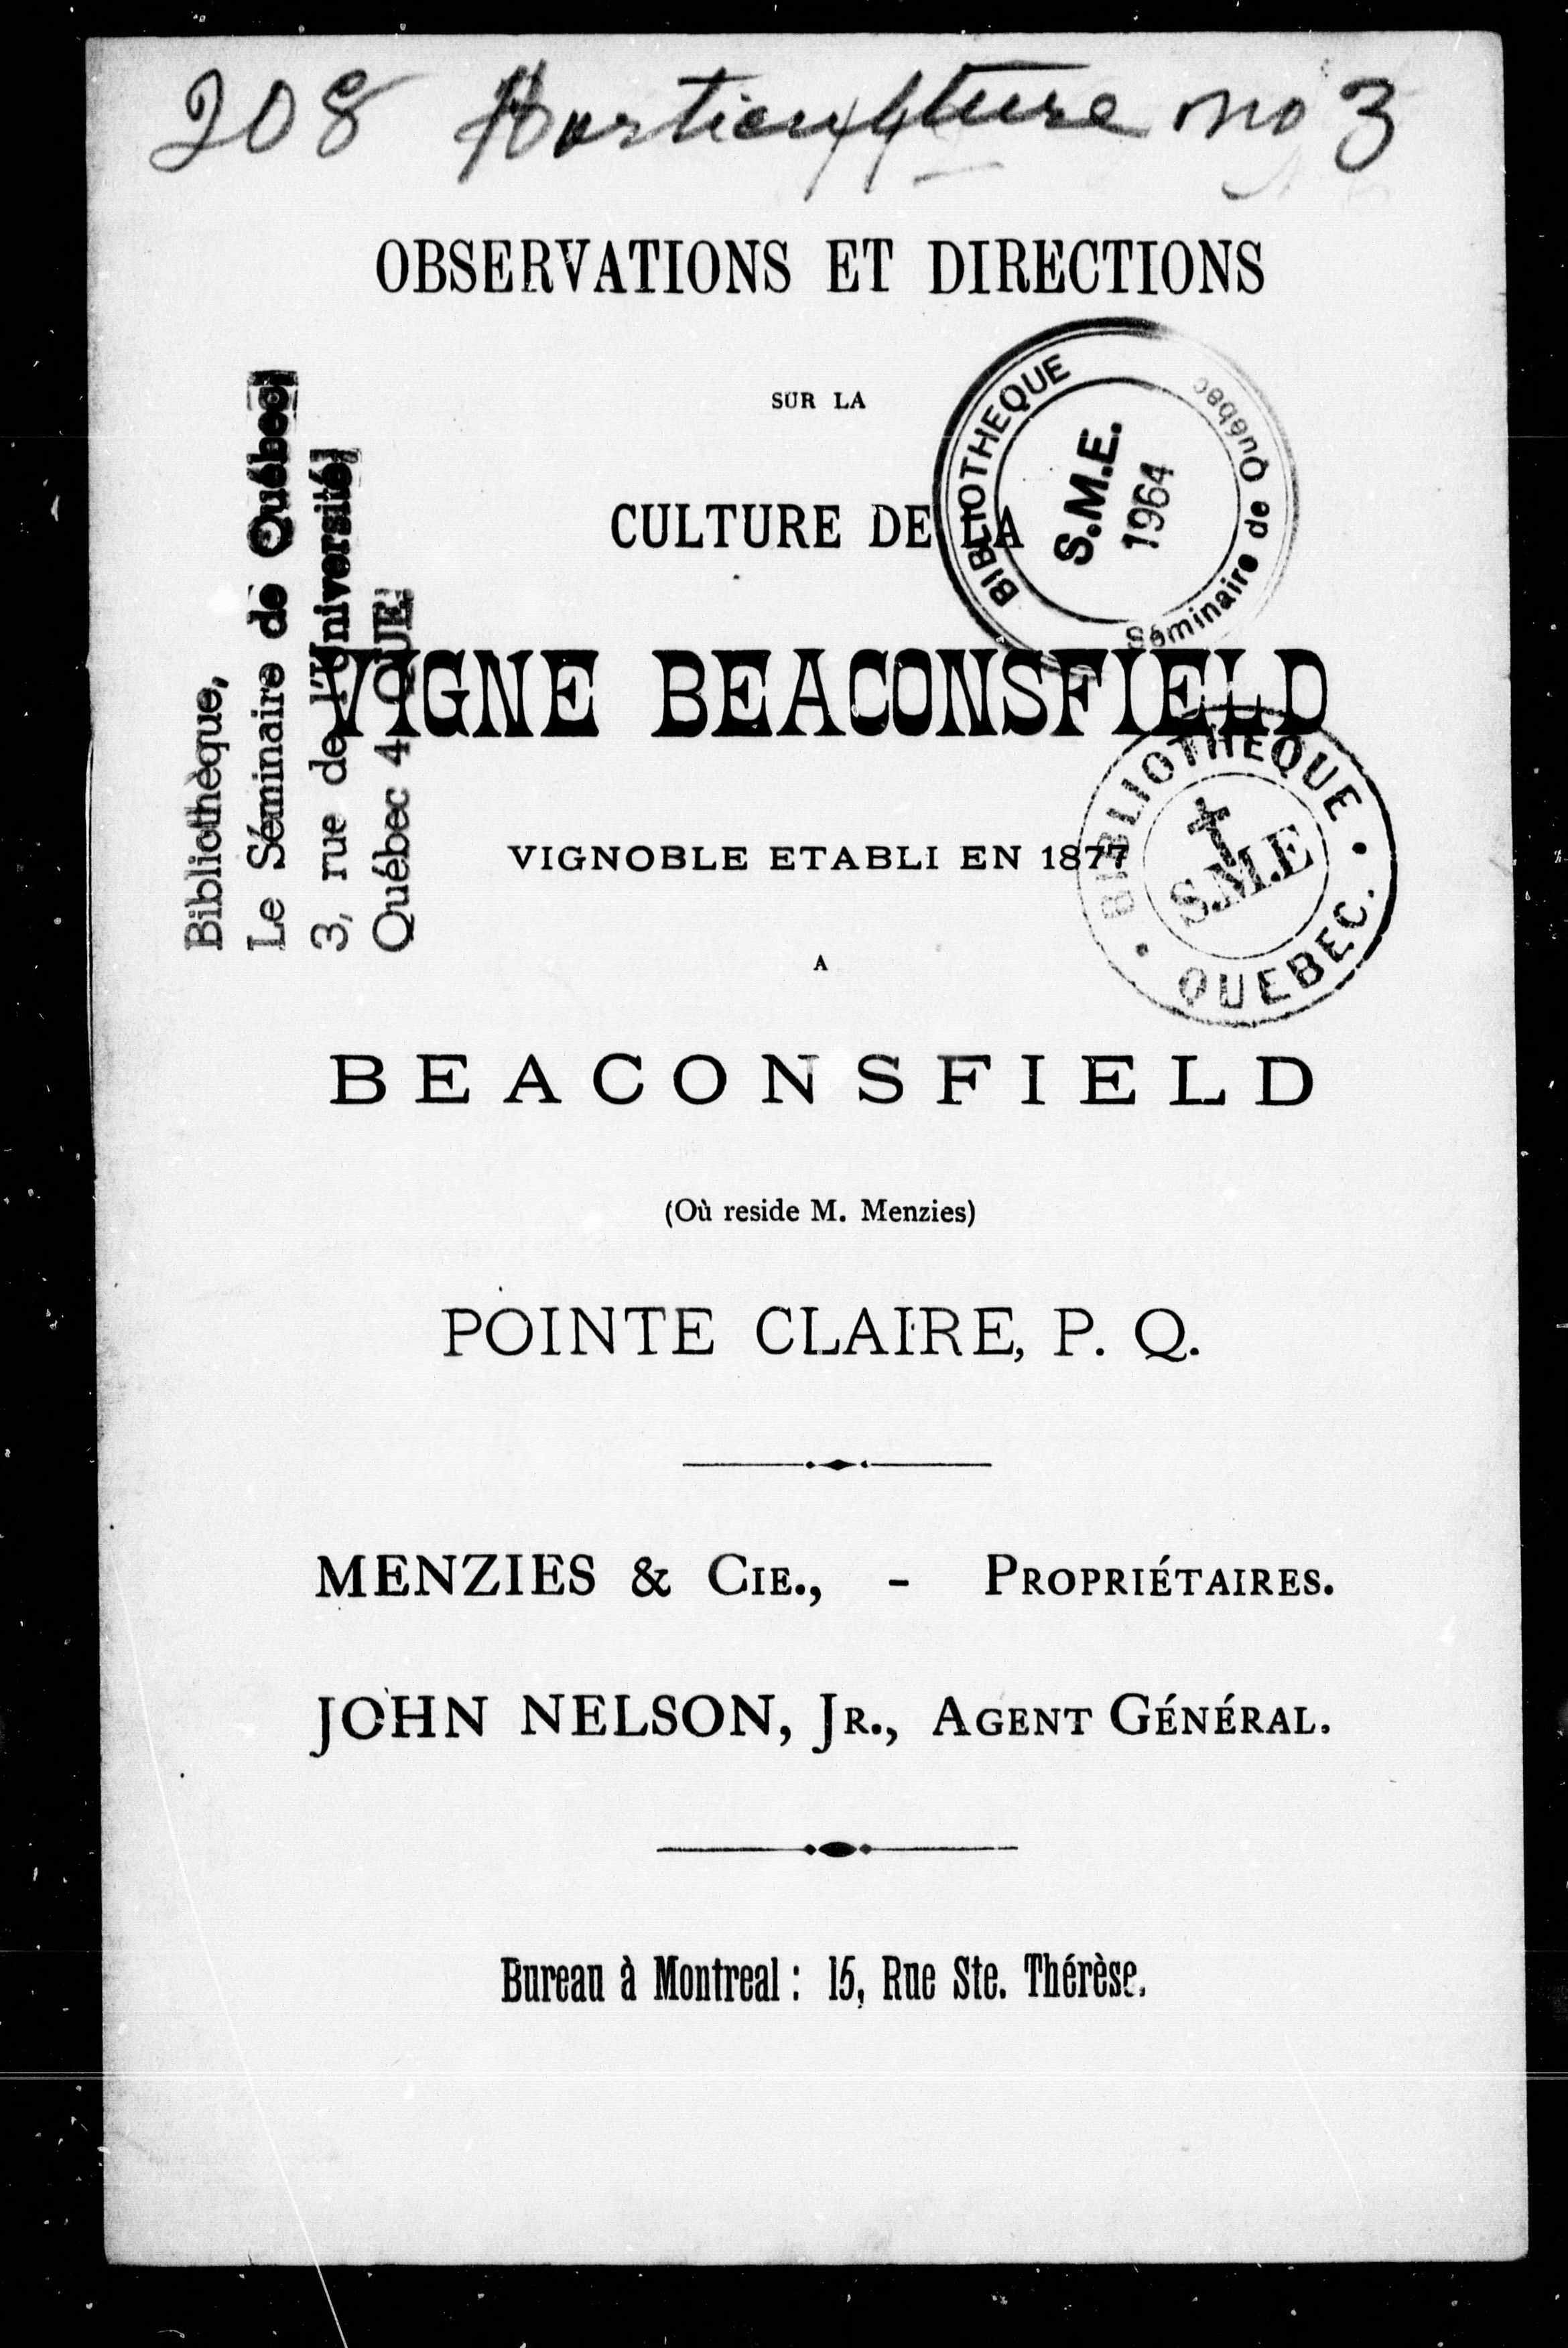 208 Horticulture no 3
OBSERVATIONS ET DIRECTIONS
SUR LA
CULTURE DE LA
VIGNE BEACONSFIELD
VIGNOBLE ETABLI EN 1877
A
BEACONSFIELD
(Où reside M. Menzies)
POINTE CLAIRE, P. Q.
MENZIES & CIE., - PROPRIÉTAIRES.
JOHN NELSON, JR., AGENT GÉNÉRAL.
Bureau à Montreal : 15, Rue Ste. Thérèse.
Bibliothèque,
Le Séminaire de Québec
3, rue de l'Université
Québec 4 QUE
BIBLIOTHEQUE
S.M.E.
1964
Séminaire de Québec
BIBLIOTHEQUE
S.M.E
QUEBEC.